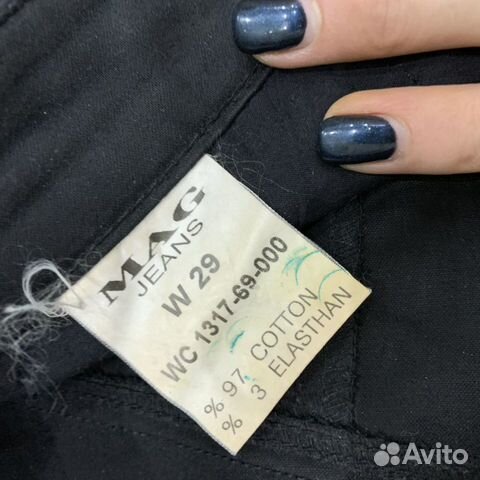 MAG
JEANS
W 29
WC 1317-69-000
% 97 COTTON
% 3 ELASTHAN
Avito